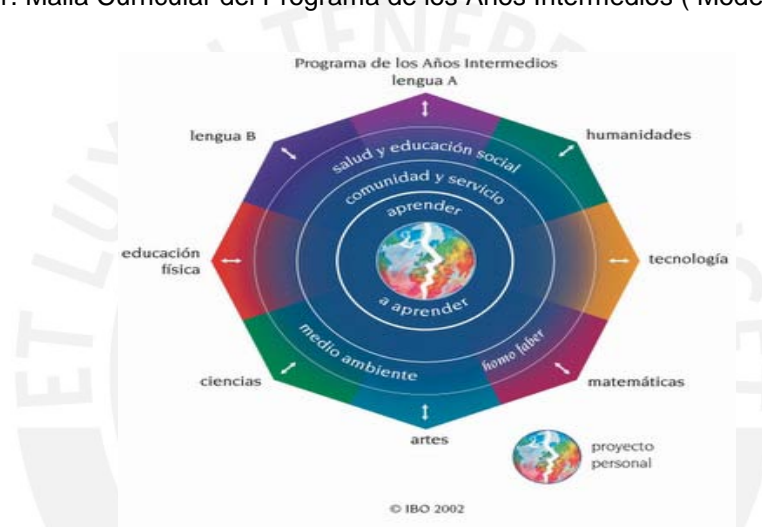 1. Malla Curricular del Programa de los Años Intermedios ( Mode
Programa de los Años Intermedios
lengua A
lengua B
humanidades
salud y educación social
comunidad y servicio
aprender
educación
física
tecnología
a aprender
medio ambiente
homo faber
ciencias
matemáticas
artes
proyecto
personal
© IBO 2002